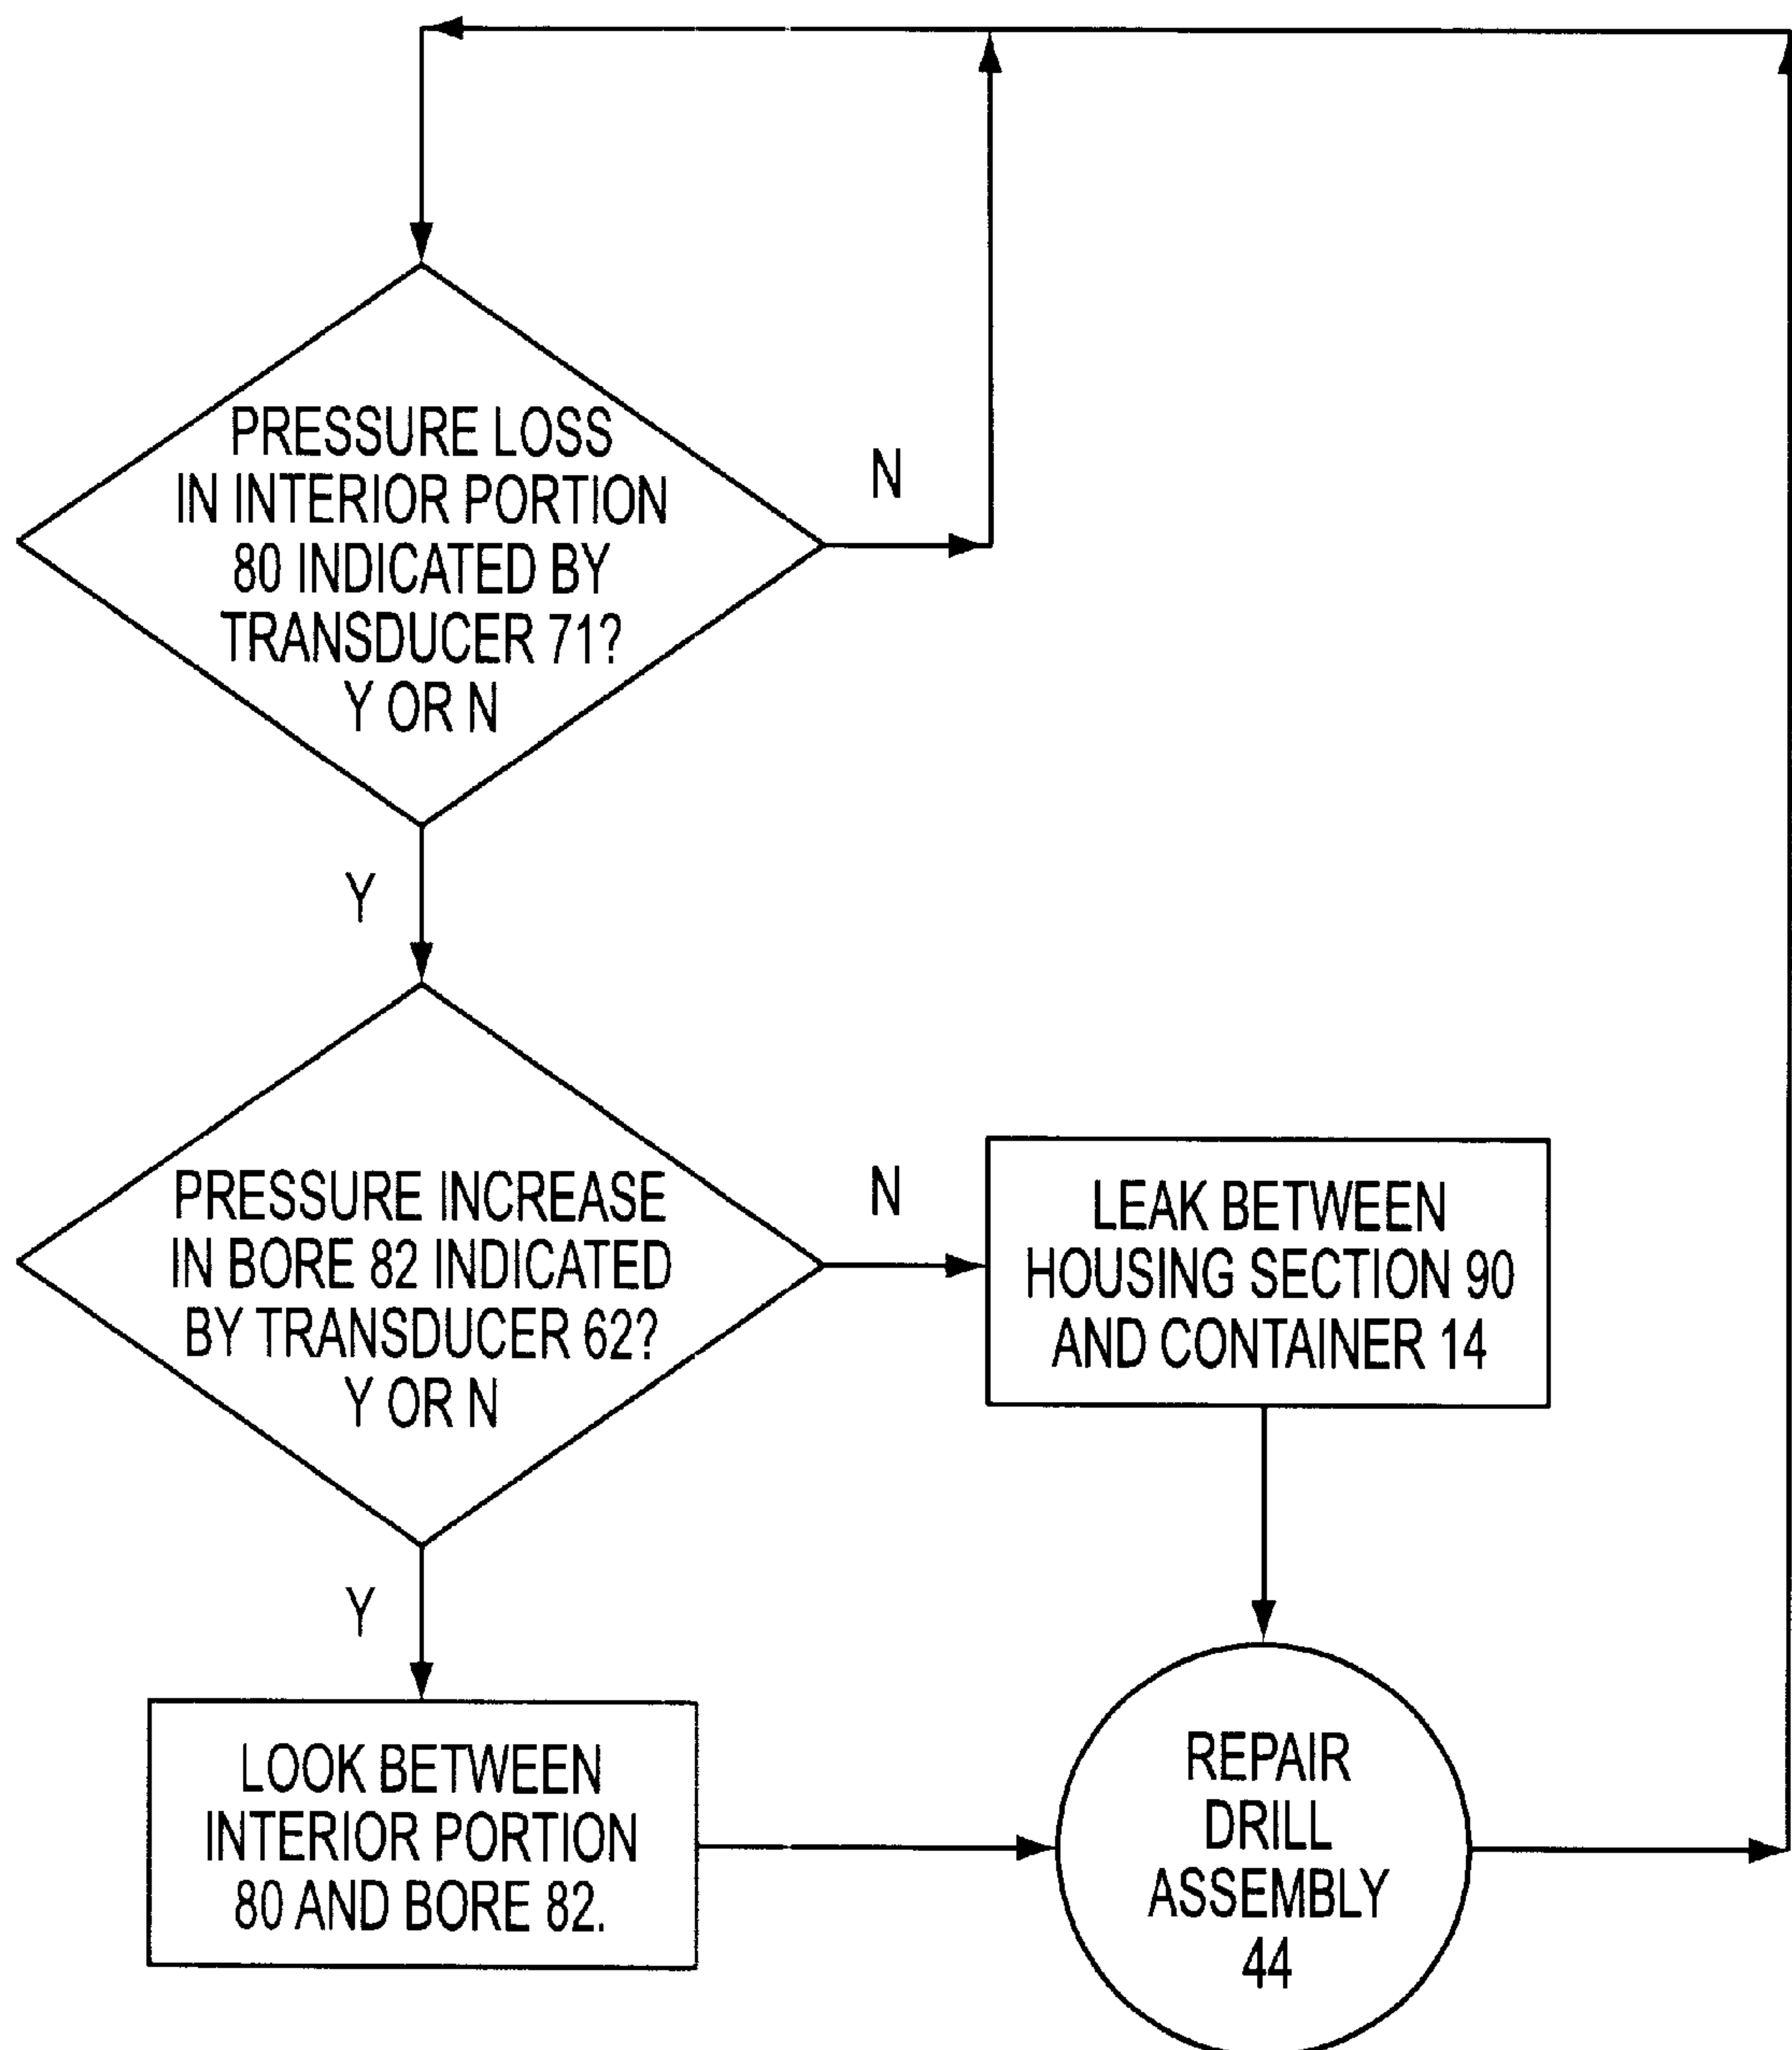 PRESSURE LOSS
IN INTERIOR PORTION
80 INDICATED BY
TRANSDUCER 71?
Y OR N
N
Y
PRESSURE INCREASE
IN BORE 82 INDICATED
BY TRANSDUCER 62?
Y OR N
N
LEAK BETWEEN
HOUSING SECTION 90
AND CONTAINER 14
Y
LOOK BETWEEN
INTERIOR PORTION
80 AND BORE 82.
REPAIR
DRILL
ASSEMBLY
44